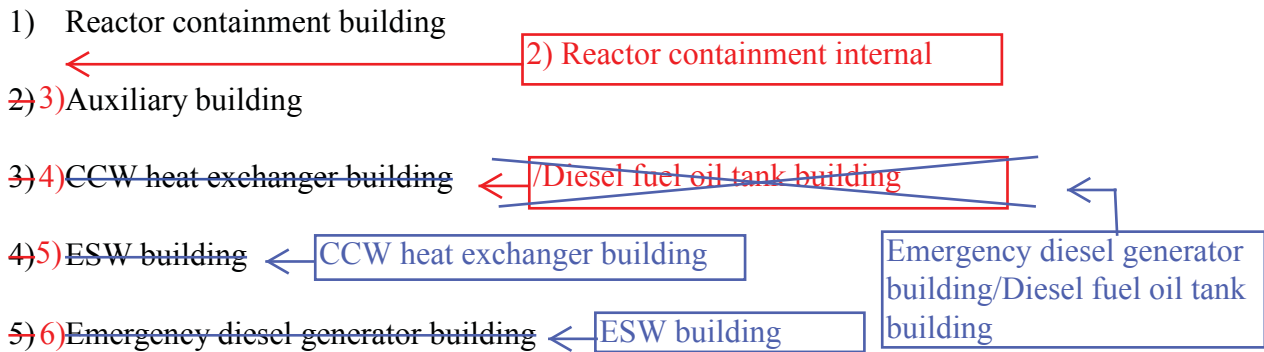 1) Reactor containment building
2) Reactor containment internal
2) 3)Auxiliary building
3) 4)CCW heat exchanger building /Diesel fuel oil tank building
4) 5)ESW building CCW heat exchanger building
Emergency diesel generator
building/Diesel fuel oil tank
building
5) 6)Emergency diesel generator building ESW building